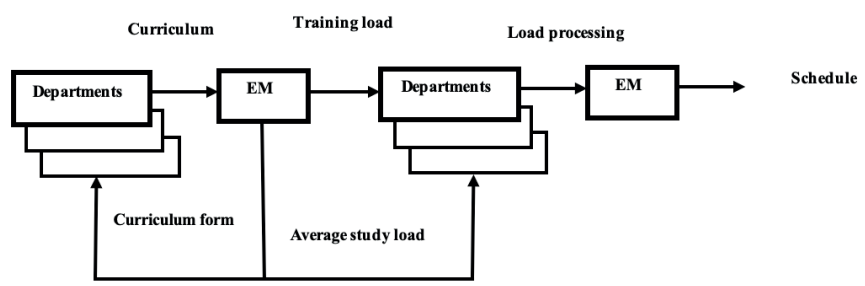 Curriculum
Training load
Load processing
Departments
EM
Departments
EM
Schedule
Curriculum form
Average study load